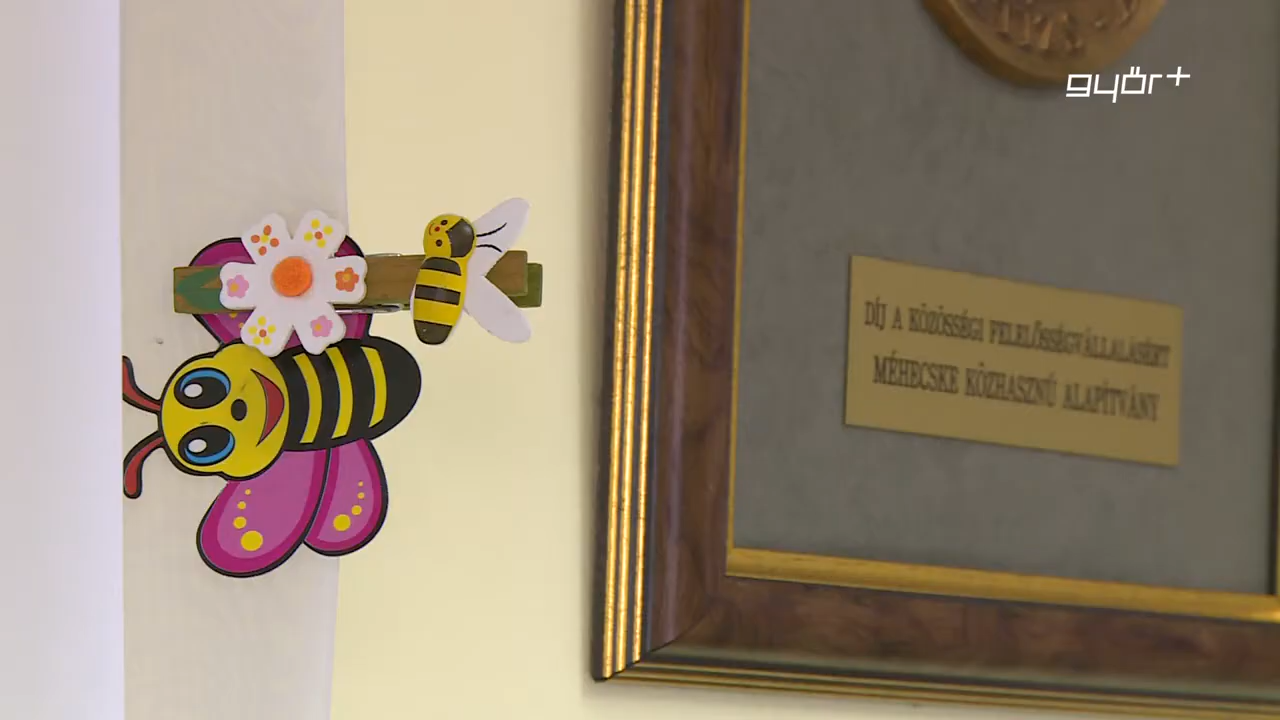 győr+
DÍJ A KÖZÖSSÉGI FELELŐSSÉGVÁLLALÁSÉRT
MÉHECSKE KÖZHASZNÚ ALAPÍTVÁNY